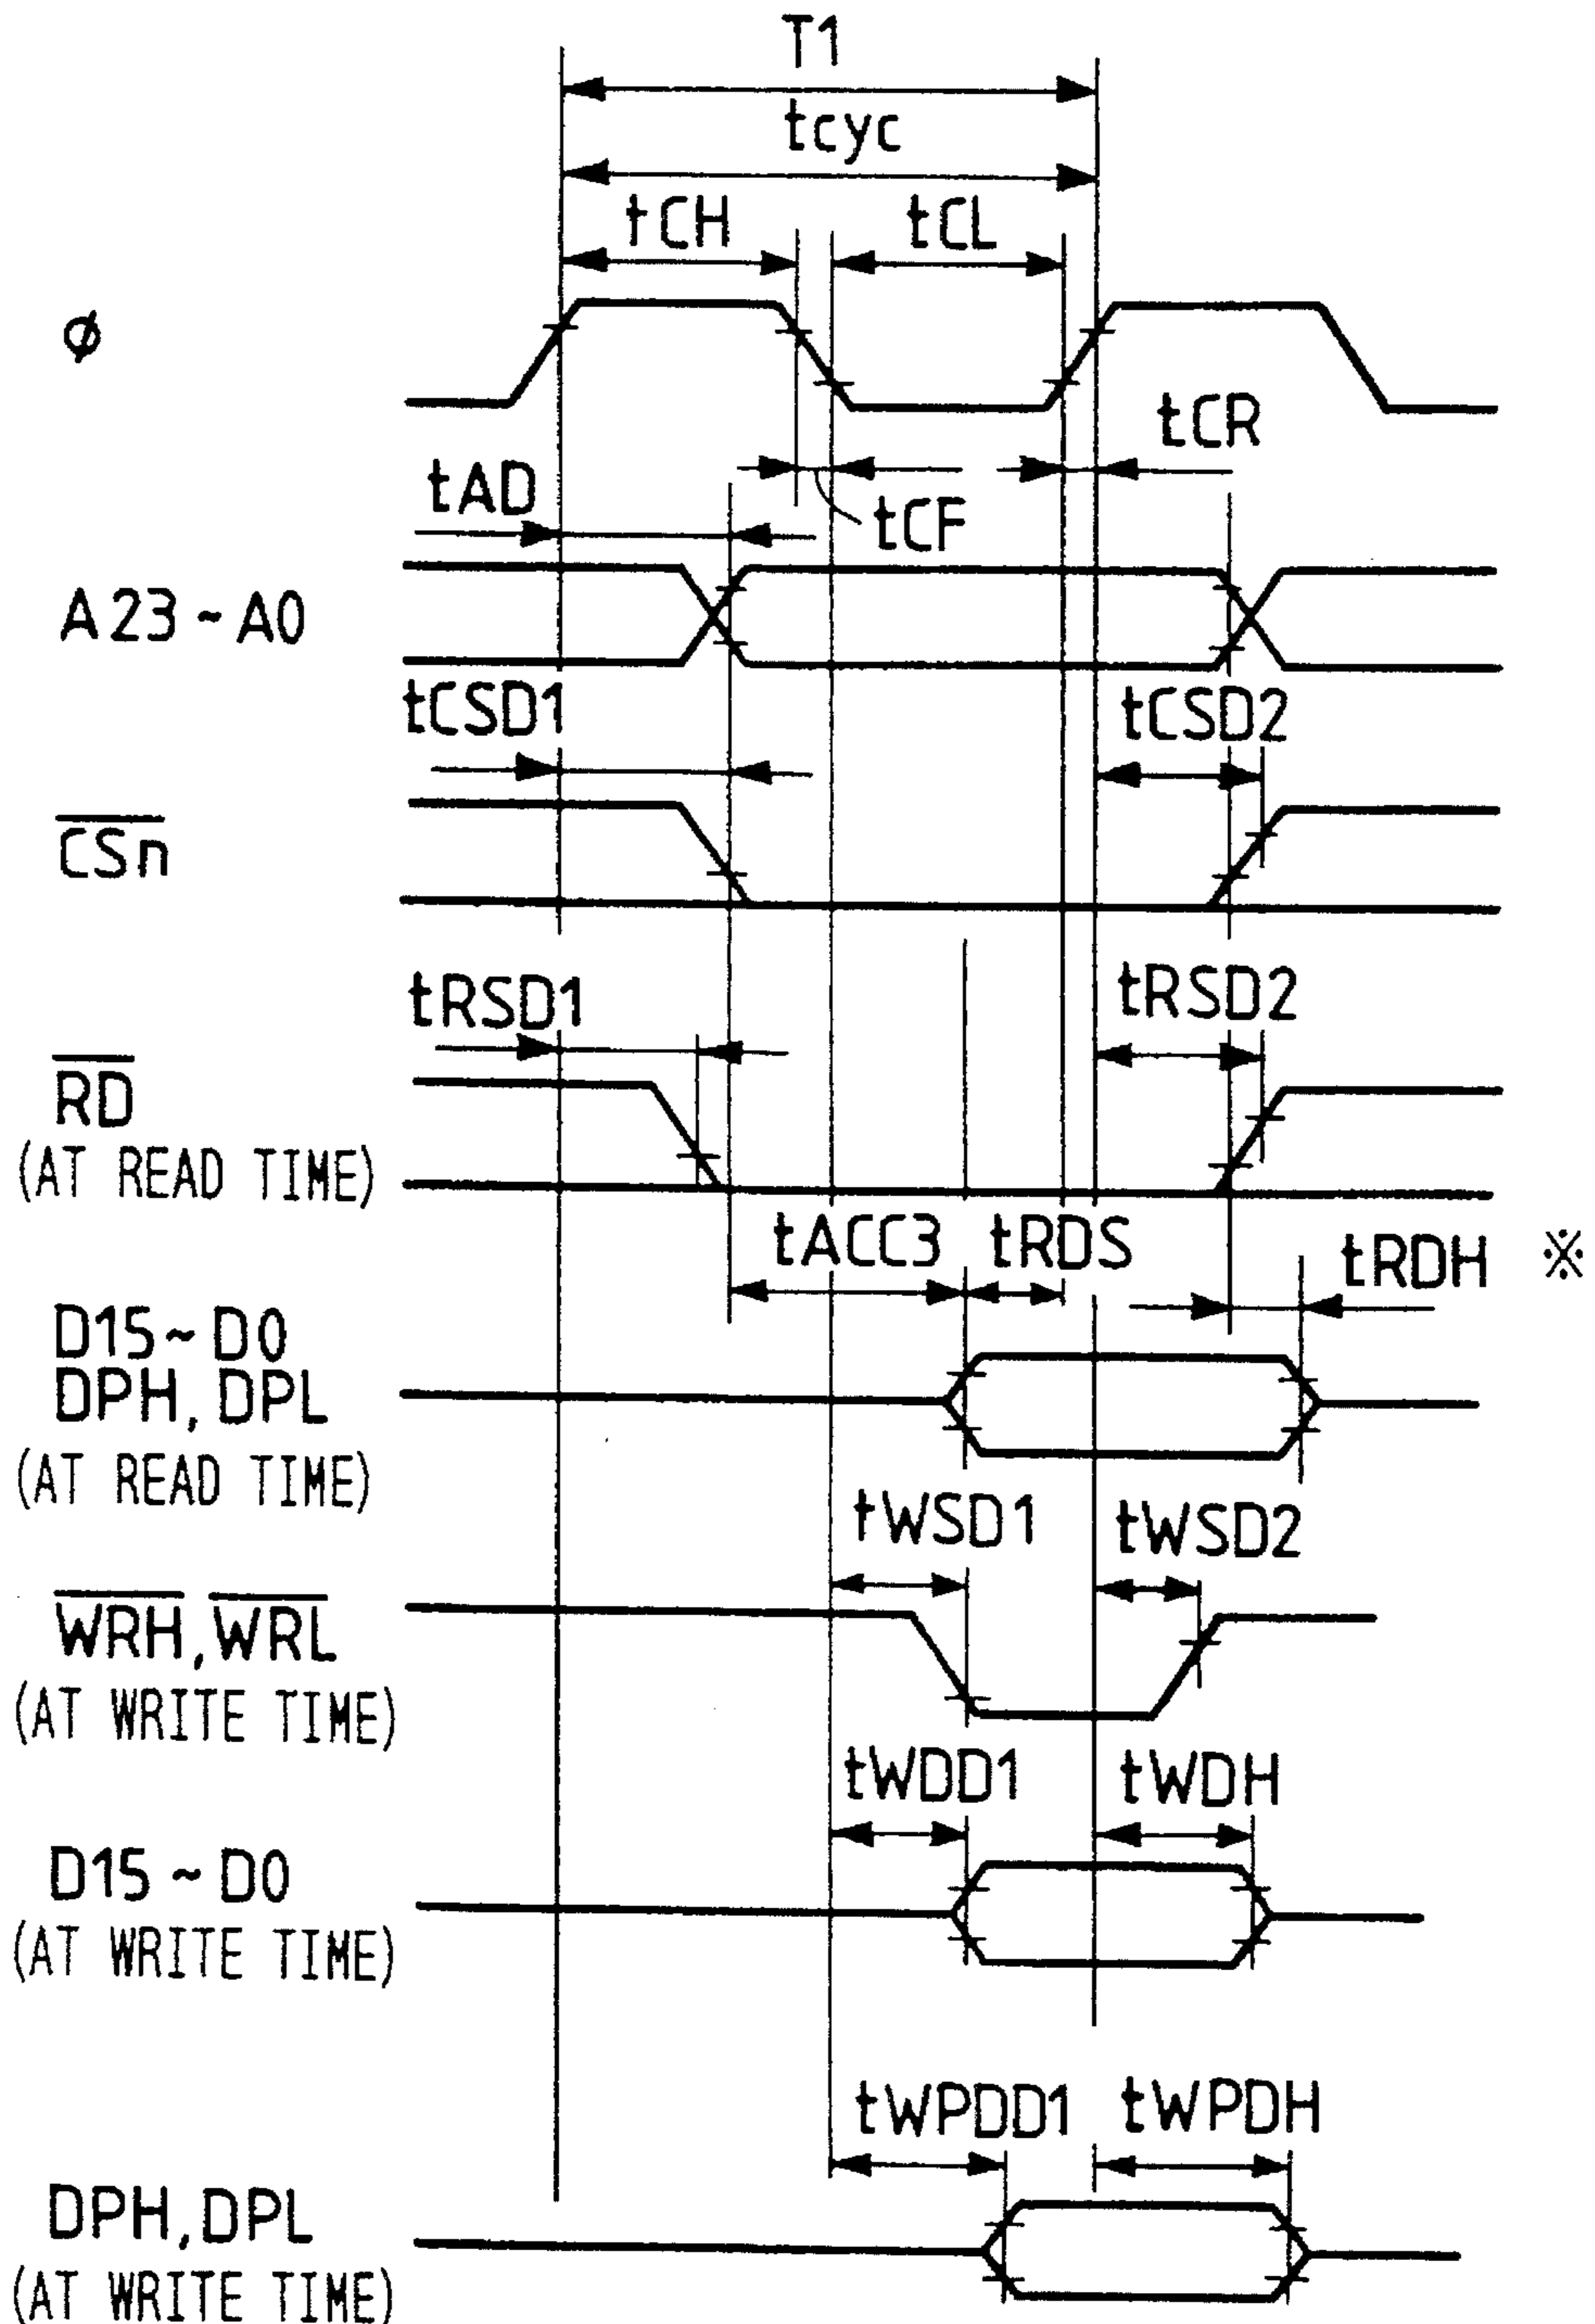 T1
tcyc
tCH
tCL
ϕ
tCR
tAD
tCF
A23~A0
tCSD1
tCSD2
CSn
tRSD1
tRSD2
RD
(AT READ TIME)
tACC3
tRDS
tRDH ※
D15~D0
DPH, DPL
(AT READ TIME)
tWSD1
tWSD2
WRH, WRL
(AT WRITE TIME)
tWDD1
tWDH
D15~D0
(AT WRITE TIME)
tWPDD1
tWPDH
DPH, DPL
(AT WRITE TIME)